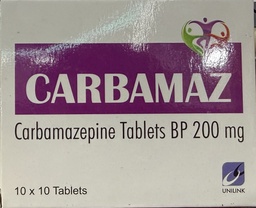 CARBAMAZ
Carbamazepine Tablets BP 200 mg
10 x 10 Tablets
UNILINK